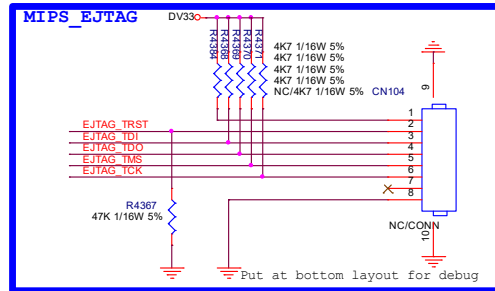 MIPS_EJTAG
DV33
R4384
R4368
R4369
R4370
R4371
4K7 1/16W 5%
4K7 1/16W 5%
4K7 1/16W 5%
4K7 1/16W 5%
NC/4K7 1/16W 5%
CN104
9
1
2
3
4
5
6
7
8
EJTAG_TRST
EJTAG_TDI
EJTAG_TDO
EJTAG_TMS
EJTAG_TCK
R4367
47K 1/16W 5%
NC/CONN
10
Put at bottom layout for debug